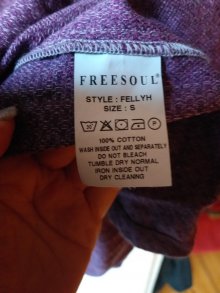 FREESOUL®
STYLE : FELLYH
SIZE : S
30 P
100% COTTON
WASH INSIDE OUT AND SEPARATELY
DO NOT BLEACH
TUMBLE DRY NORMAL
IRON INSIDE OUT
DRY CLEANING